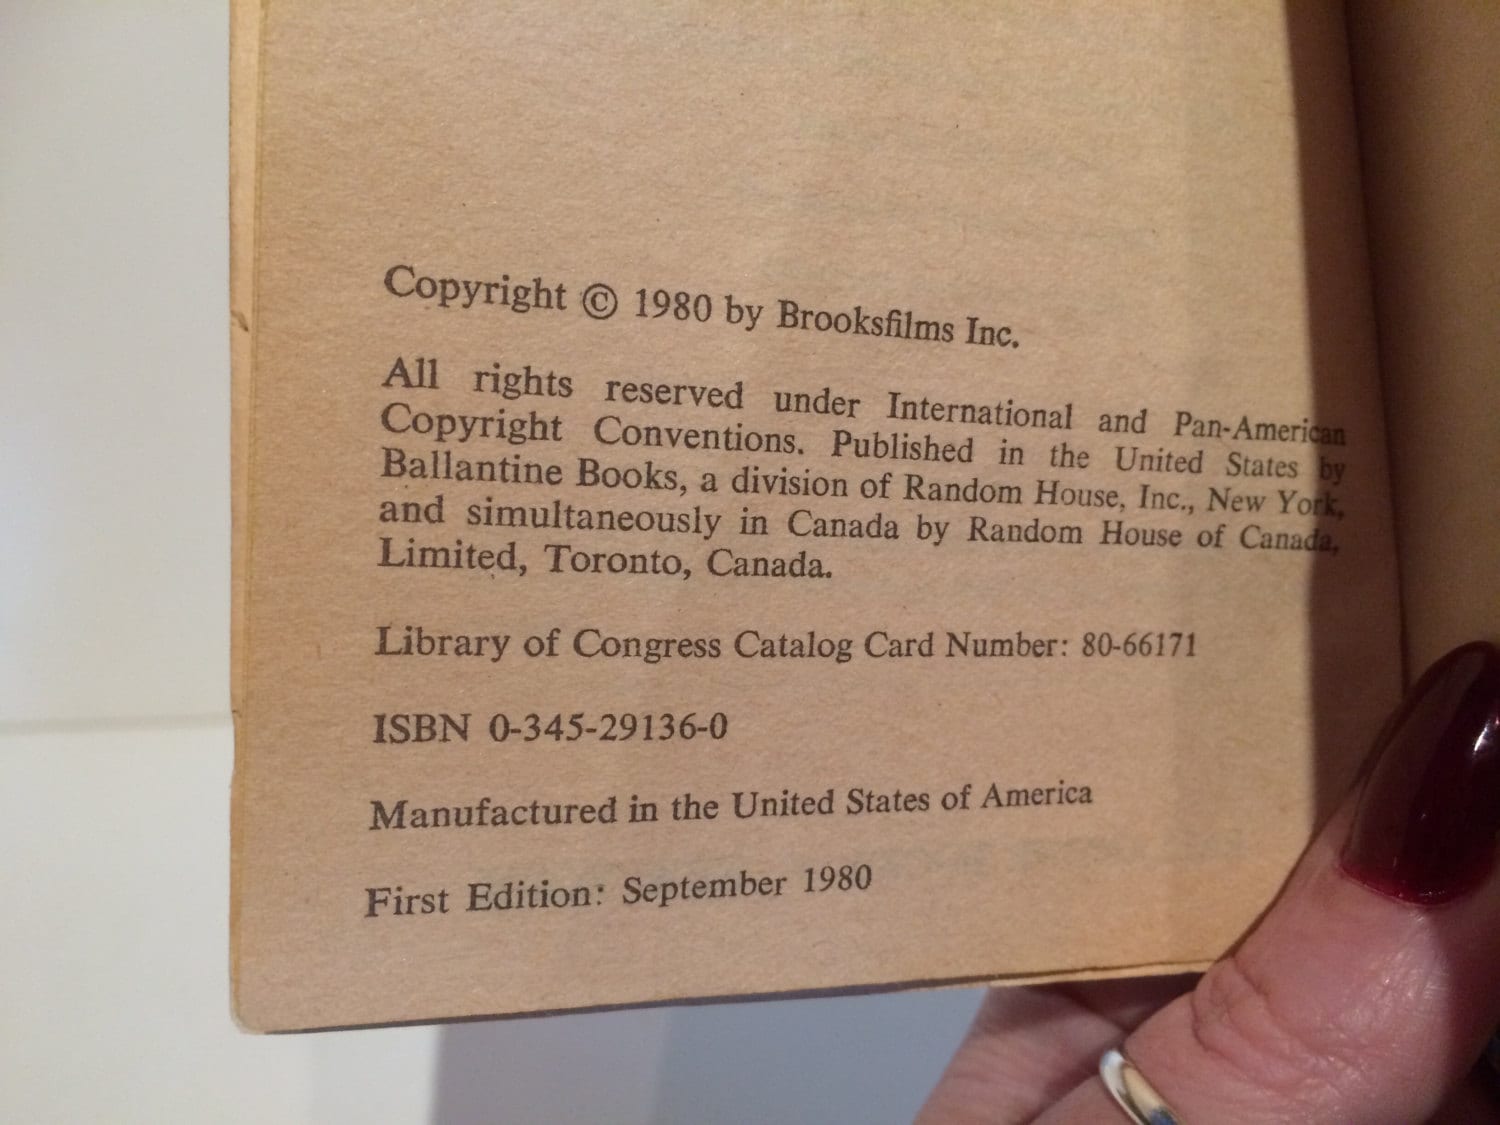 Copyright © 1980 by Brooksfilms Inc.
All rights reserved under International and Pan-American
Copyright Conventions. Published in the United States by
Ballantine Books, a division of Random House, Inc., New York,
and simultaneously in Canada by Random House of Canada,
Limited, Toronto, Canada.
Library of Congress Catalog Card Number: 80-66171
ISBN 0-345-29136-0
Manufactured in the United States of America
First Edition: September 1980